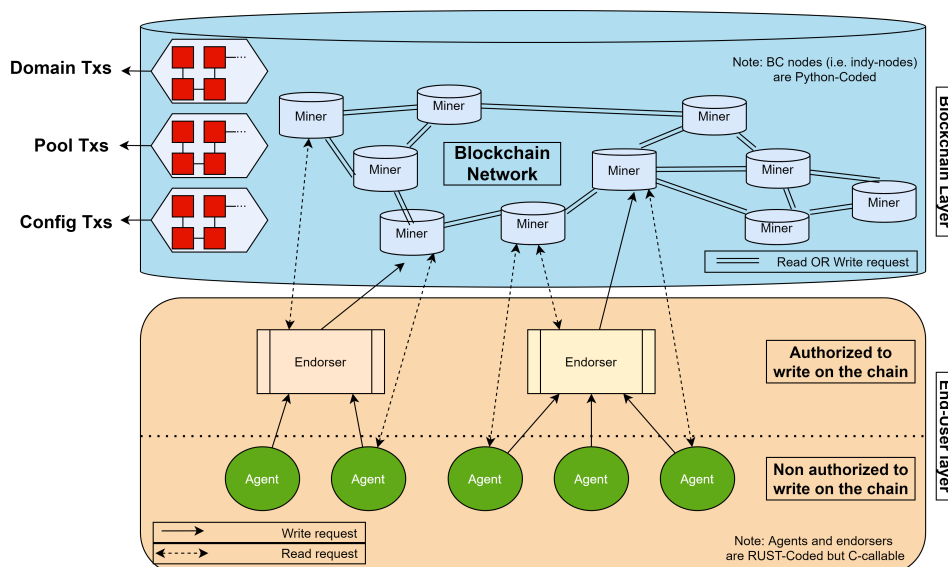 Domain Txs
Pool Txs
Config Txs
Note: BC nodes (i.e. indy-nodes)
are Python-Coded
Miner
Miner
Miner
Miner
Miner
Miner
Miner
Miner
Miner
Miner
Blockchain
Network
Read OR Write request
Blockchain Layer
Endorser
Endorser
Authorized to
write on the chain
Agent
Agent
Agent
Agent
Agent
Non authorized to
write on the chain
End-User layer
Write request
Read request
Note: Agents and endorsers
are RUST-Coded but C-callable